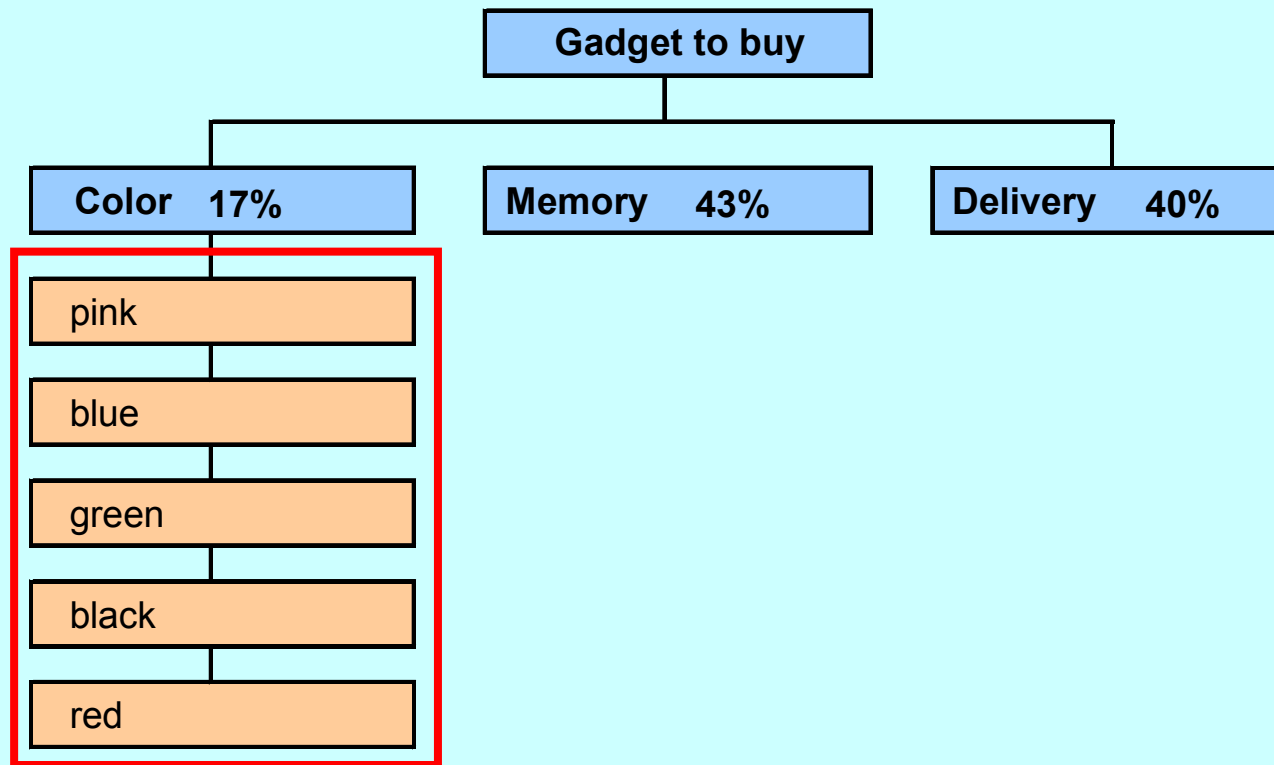 Gadget to buy
Color 17%
Memory 43%
Delivery 40%
pink
blue
green
black
red